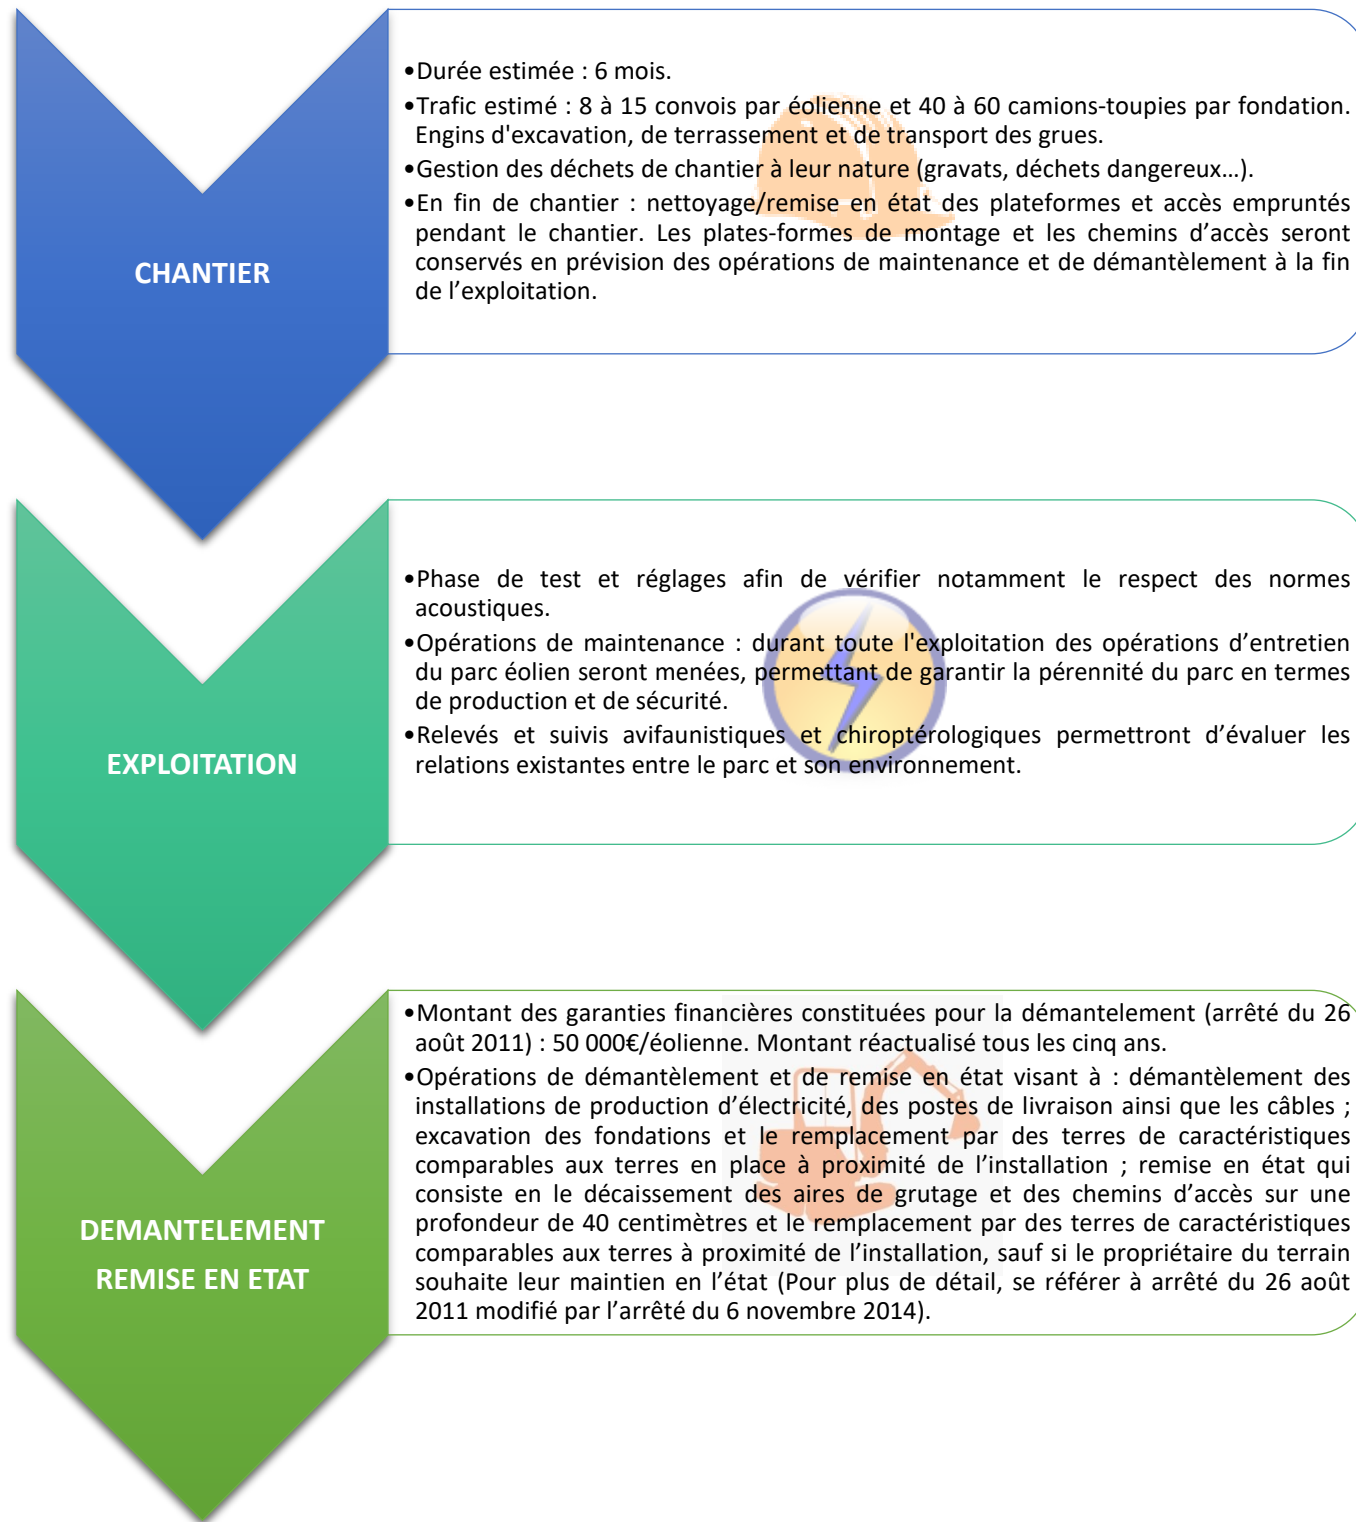 CHANTIER
•Durée estimée : 6 mois.
•Trafic estimé : 8 à 15 convois par éolienne et 40 à 60 camions-toupies par fondation.
Engins d'excavation, de terrassement et de transport des grues.
•Gestion des déchets de chantier à leur nature (gravats, déchets dangereux…).
•En fin de chantier : nettoyage/remise en état des plateformes et accès empruntés
pendant le chantier. Les plates-formes de montage et les chemins d’accès seront
conservés en prévision des opérations de maintenance et de démantèlement à la fin
de l’exploitation.
EXPLOITATION
•Phase de test et réglages afin de vérifier notamment le respect des normes
acoustiques.
•Opérations de maintenance : durant toute l'exploitation des opérations d’entretien
du parc éolien seront menées, permettant de garantir la pérennité du parc en termes
de production et de sécurité.
•Relevés et suivis avifaunistiques et chiroptérologiques permettront d’évaluer les
relations existantes entre le parc et son environnement.
DEMANTELEMENT
REMISE EN ETAT
•Montant des garanties financières constituées pour la démantelement (arrêté du 26
août 2011) : 50 000€/éolienne. Montant réactualisé tous les cinq ans.
•Opérations de démantèlement et de remise en état visant à : démantèlement des
installations de production d’électricité, des postes de livraison ainsi que les câbles ;
excavation des fondations et le remplacement par des terres de caractéristiques
comparables aux terres en place à proximité de l’installation ; remise en état qui
consiste en le décaissement des aires de grutage et des chemins d’accès sur une
profondeur de 40 centimètres et le remplacement par des terres de caractéristiques
comparables aux terres à proximité de l’installation, sauf si le propriétaire du terrain
souhaite leur maintien en l’état (Pour plus de détail, se référer à arrêté du 26 août
2011 modifié par l’arrêté du 6 novembre 2014).